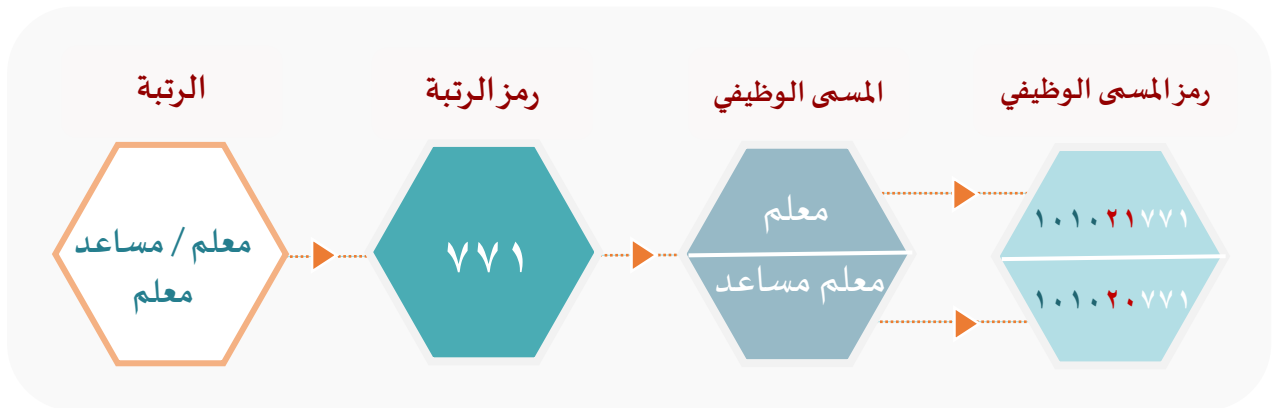 الرتبة
رمز الرتبة
المسمى الوظيفي
رمز المسمى الوظيفي
معلم / مساعد
معلم
٧٧١
معلم
معلم مساعد
١٠١٠٢١٧٧١
١٠١٠٢٠٧٧١